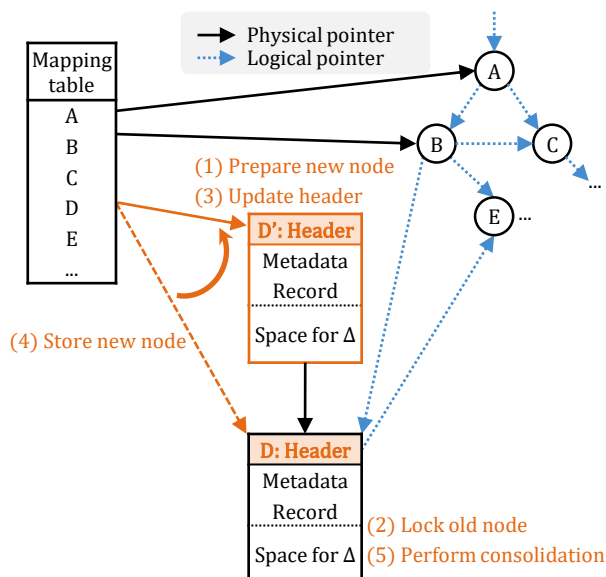 Physical pointer
Logical pointer
Mapping
table
A
B
C
D
E
...
A
B
C
...
E
...
(1) Prepare new node
(3) Update header
D': Header
Metadata
Record
Space for Δ
(4) Store new node
D: Header
Metadata
Record
Space for Δ
(2) Lock old node
(5) Perform consolidation